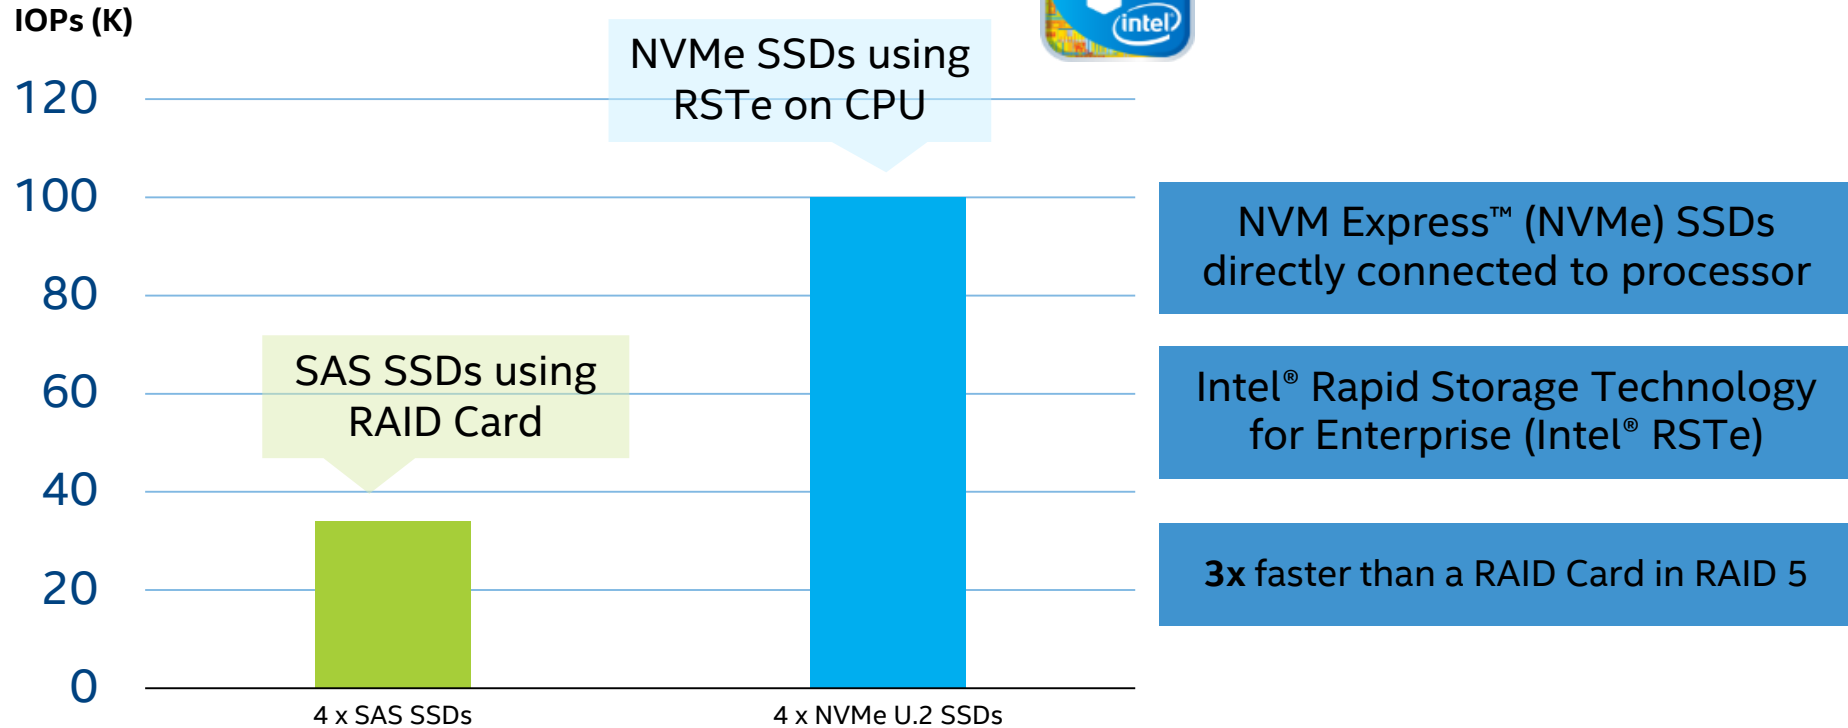 IOPs (K)
intel
120
100
80
60
40
20
0
NVMe SSDs using
RSTe on CPU
SAS SSDs using
RAID Card
4 x SAS SSDs
4 x NVMe U.2 SSDs
NVM Express™ (NVMe) SSDs
directly connected to processor
Intel® Rapid Storage Technology
for Enterprise (Intel® RSTe)
3x faster than a RAID Card in RAID 5